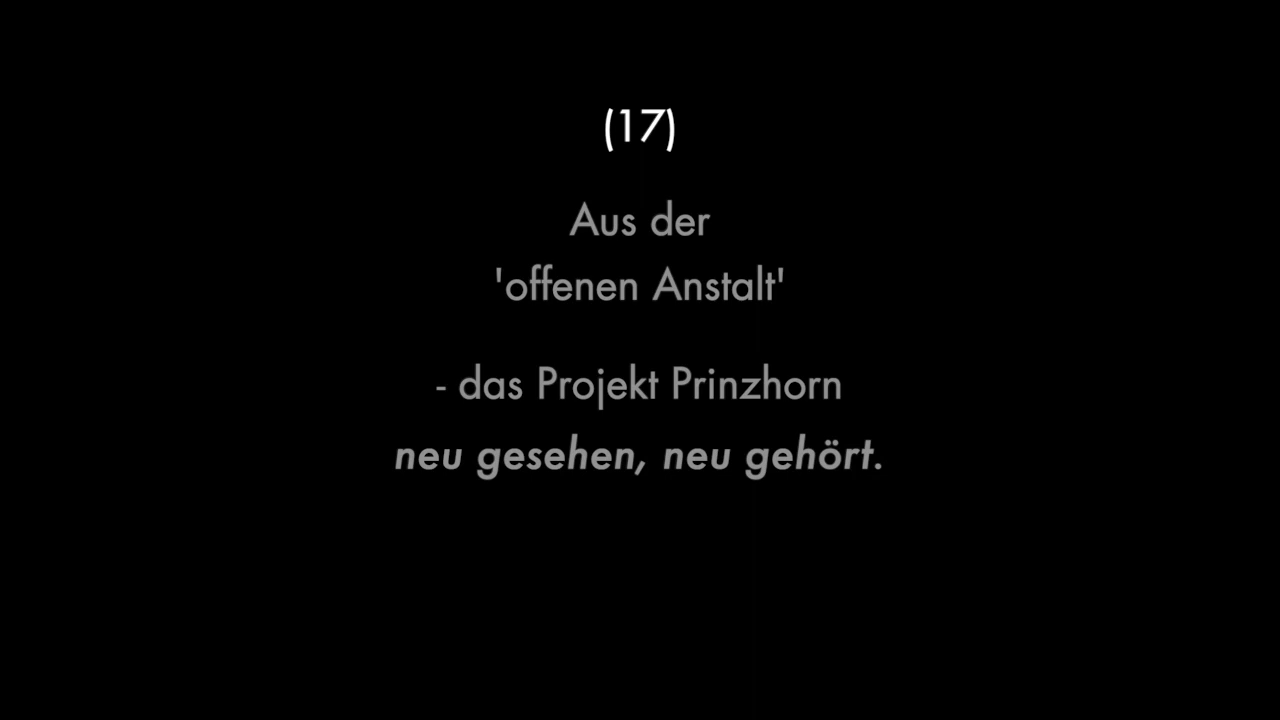 (17)
Aus der
'offenen Anstalt'
- das Projekt Prinzhorn
neu gesehen, neu gehört.